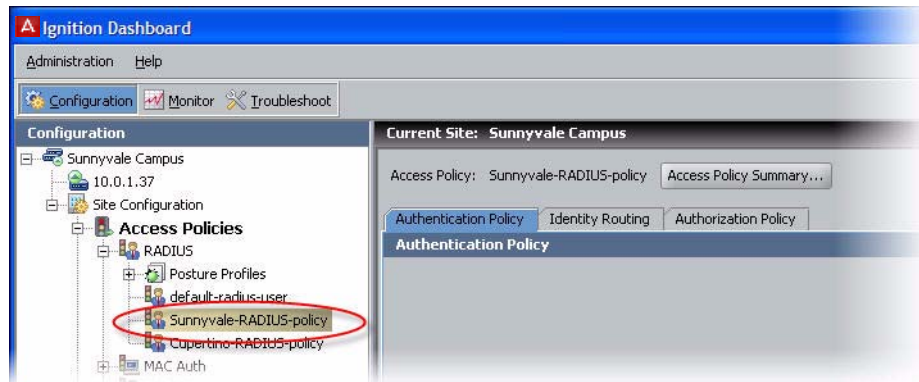 Ignition Dashboard
Administration Help
Configuration Monitor Troubleshoot
Configuration
Sunnyvale Campus
10.0.1.37
Site Configuration
Access Policies
RADIUS
Posture Profiles
default-radius-user
Sunnyvale-RADIUS-policy
Cupertino-RADIUS-policy
MAC Auth
Current Site: Sunnyvale Campus
Access Policy: Sunnyvale-RADIUS-policy Access Policy Summary...
Authentication Policy Identity Routing Authorization Policy
Authentication Policy